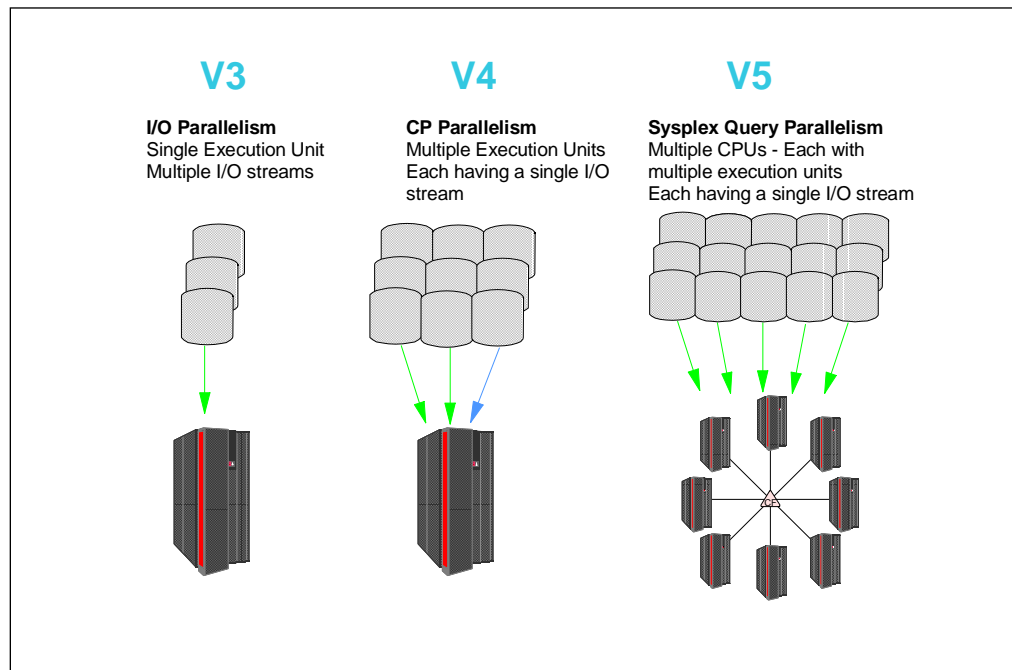 V3
I/O Parallelism
Single Execution Unit
Multiple I/O streams
V4
CP Parallelism
Multiple Execution Units
Each having a single I/O
stream
V5
Sysplex Query Parallelism
Multiple CPUs - Each with
multiple execution units
Each having a single I/O stream
CF